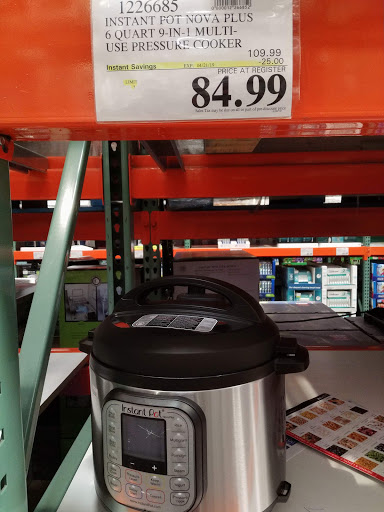 1226685
INSTANT POT NOVA PLUS
6 QUART 9-IN-1 MULTI-
USE PRESSURE COOKER
109.99
Instant Savings
-25.00
PRICE AT REGISTER
84.99
Instant Pot